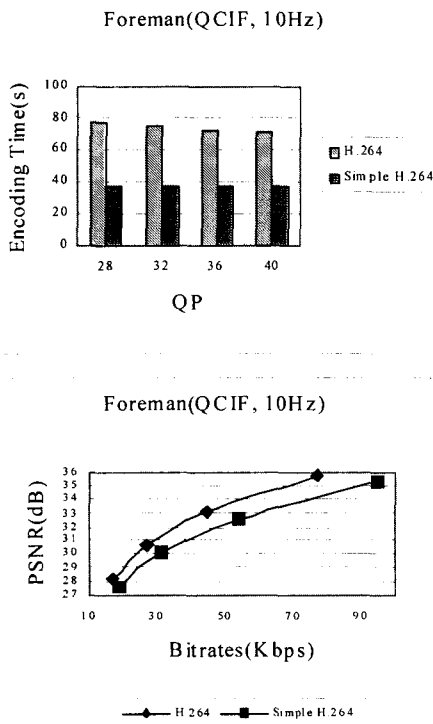 Foreman(QCIF, 10Hz)
Encoding Time(s)
100
80
60
40
20
0
28 32 36 40
QP
H.264
Simple H.264
Foreman(QCIF, 10Hz)
PSNR(dB)
36
35
34
33
32
31
30
29
28
27
10 30 50 70 90
Bitrates(Kbps)
H.264 Simple H.264